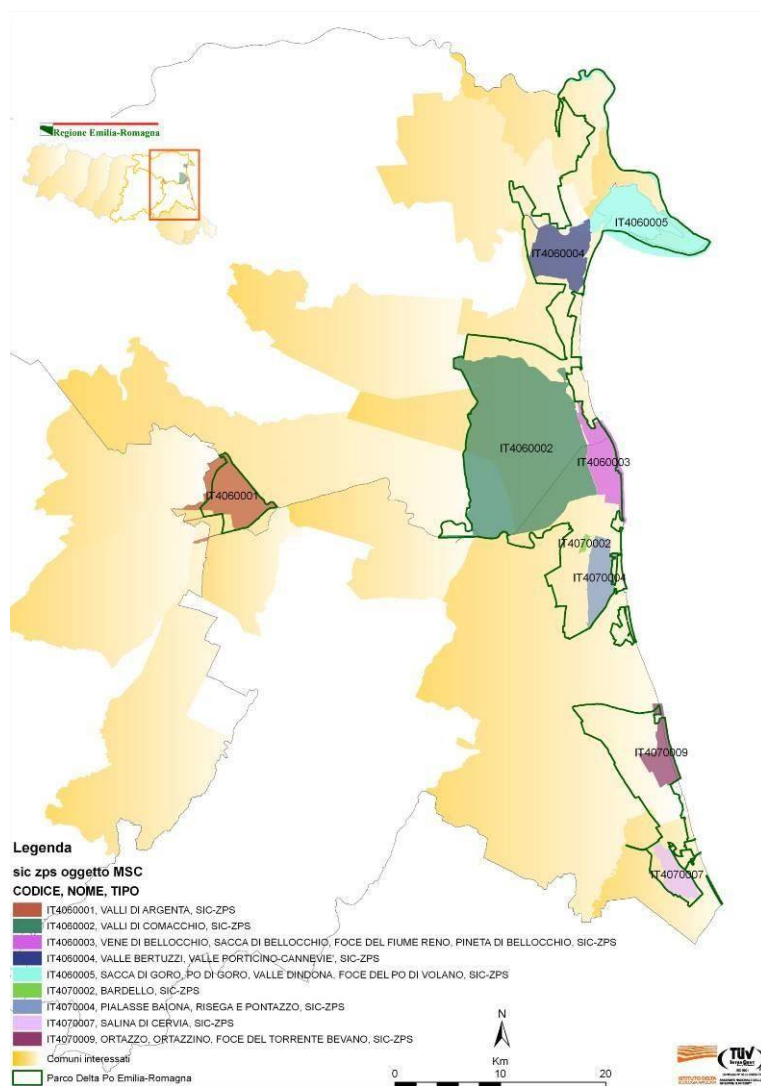 Regione Emilia-Romagna
IT4060005
IT4060004
IT4060002
IT4060003
IT4060001
IT4070002
IT4070004
IT4070009
IT4070007
Legenda
sic zps oggetto MSC
CODICE, NOME, TIPO
IT4060001, VALLI DI ARGENTA, SIC-ZPS
IT4060002, VALLI DI COMACCHIO, SIC-ZPS
IT4060003, VENE DI BELLOCCHIO, SACCA DI BELLOCCHIO, FOCE DEL FIUME RENO, PINETA DI BELLOCCHIO, SIC-ZPS
IT4060004, VALLE BERTUZZI, VALLE PORTICINO-CANNEVIE', SIC-ZPS
IT4060005, SACCA DI GORO, PO DI GORO, VALLE DINDONA, FOCE DEL PO DI VOLANO, SIC-ZPS
IT4070002, BARDELLO, SIC-ZPS
IT4070004, PIALASSE BAIONA, RISEGA E PONTAZZO, SIC-ZPS
IT4070007, SALINA DI CERVIA, SIC-ZPS
IT4070009, ORTAZZO, ORTAZZINO, FOCE DEL TORRENTE BEVANO, SIC-ZPS
Comuni interessati
Parco Delta Po Emilia-Romagna
N
Km
0 10 20
ISTITUTO DELTA
TÜV